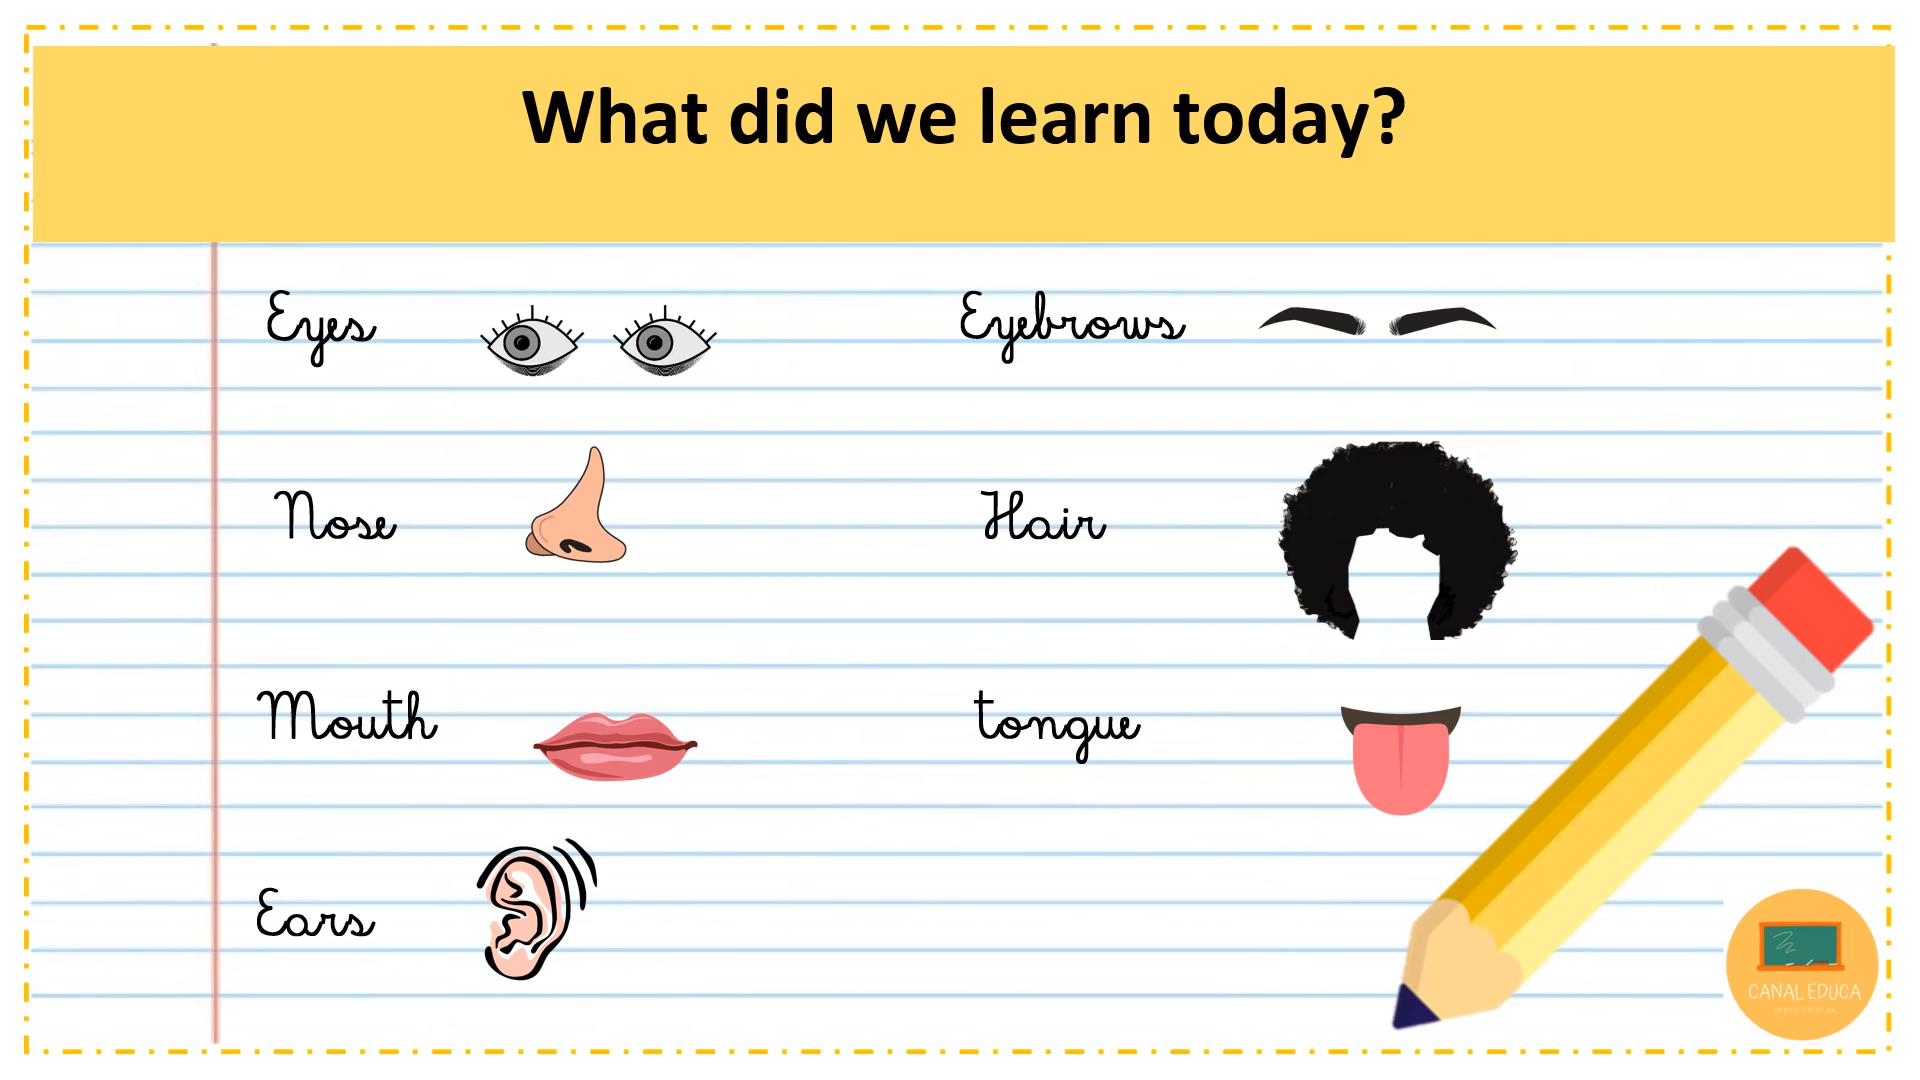 What did we learn today?
Eyes
Eyebrows
Nose
Hair
Mouth
tongue
Ears
CANAL EDUCA